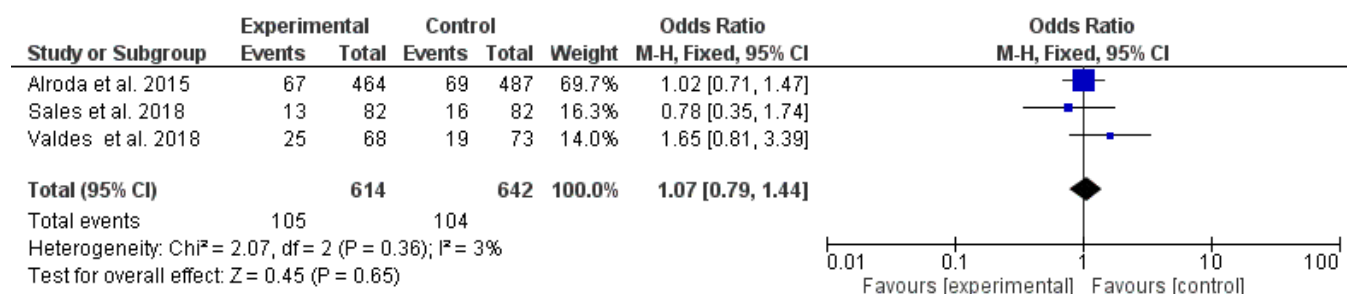 Experimental Control Odds Ratio Odds Ratio
Study or Subgroup Events Total Events Total Weight M-H, Fixed, 95% CI M-H, Fixed, 95% CI
Alroda et al. 2015 67 464 69 487 69.7% 1.02 [0.71, 1.47]
Sales et al. 2018 13 82 16 82 16.3% 0.78 [0.35, 1.74]
Valdes et al. 2018 25 68 19 73 14.0% 1.65 [0.81, 3.39]
Total (95% CI) 614 642 100.0% 1.07 [0.79, 1.44]
Total events 105 104
Heterogeneity: Chi² = 2.07, df = 2 (P = 0.36); I² = 3%
Test for overall effect: Z = 0.45 (P = 0.65)
0.01 0.1 1 10 100
Favours [experimental] Favours [control]